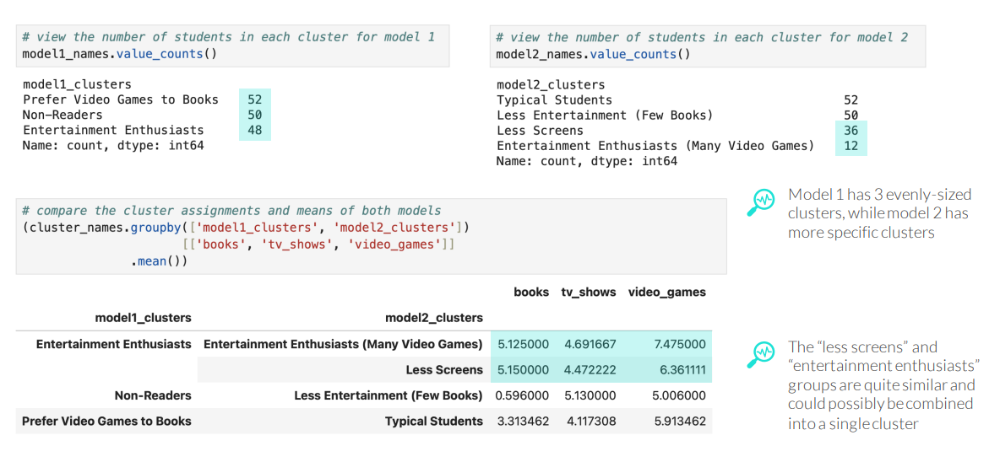 # view the number of students in each cluster for model 1
model1_names.value_counts()
model1_clusters
Prefer Video Games to Books 52
Non-Readers 50
Entertainment Enthusiasts 48
Name: count, dtype: int64
# view the number of students in each cluster for model 2
model2_names.value_counts()
model2_clusters
Typical Students 52
Less Entertainment (Few Books) 50
Less Screens 36
Entertainment Enthusiasts (Many Video Games) 12
Name: count, dtype: int64
Model 1 has 3 evenly-sized
clusters, while model 2 has
more specific clusters
# compare the cluster assignments and means of both models
(cluster_names.groupby(['model1_clusters', 'model2_clusters'])
[['books', 'tv_shows', 'video_games']]
.mean())
books tv_shows video_games
model1_clusters model2_clusters
Entertainment Enthusiasts Entertainment Enthusiasts (Many Video Games) 5.125000 4.691667 7.475000
Less Screens 5.150000 4.472222 6.361111
Non-Readers Less Entertainment (Few Books) 0.596000 5.130000 5.006000
Prefer Video Games to Books Typical Students 3.313462 4.117308 5.913462
The “less screens” and
“entertainment enthusiasts”
groups are quite similar and
could possibly be combined
into a single cluster